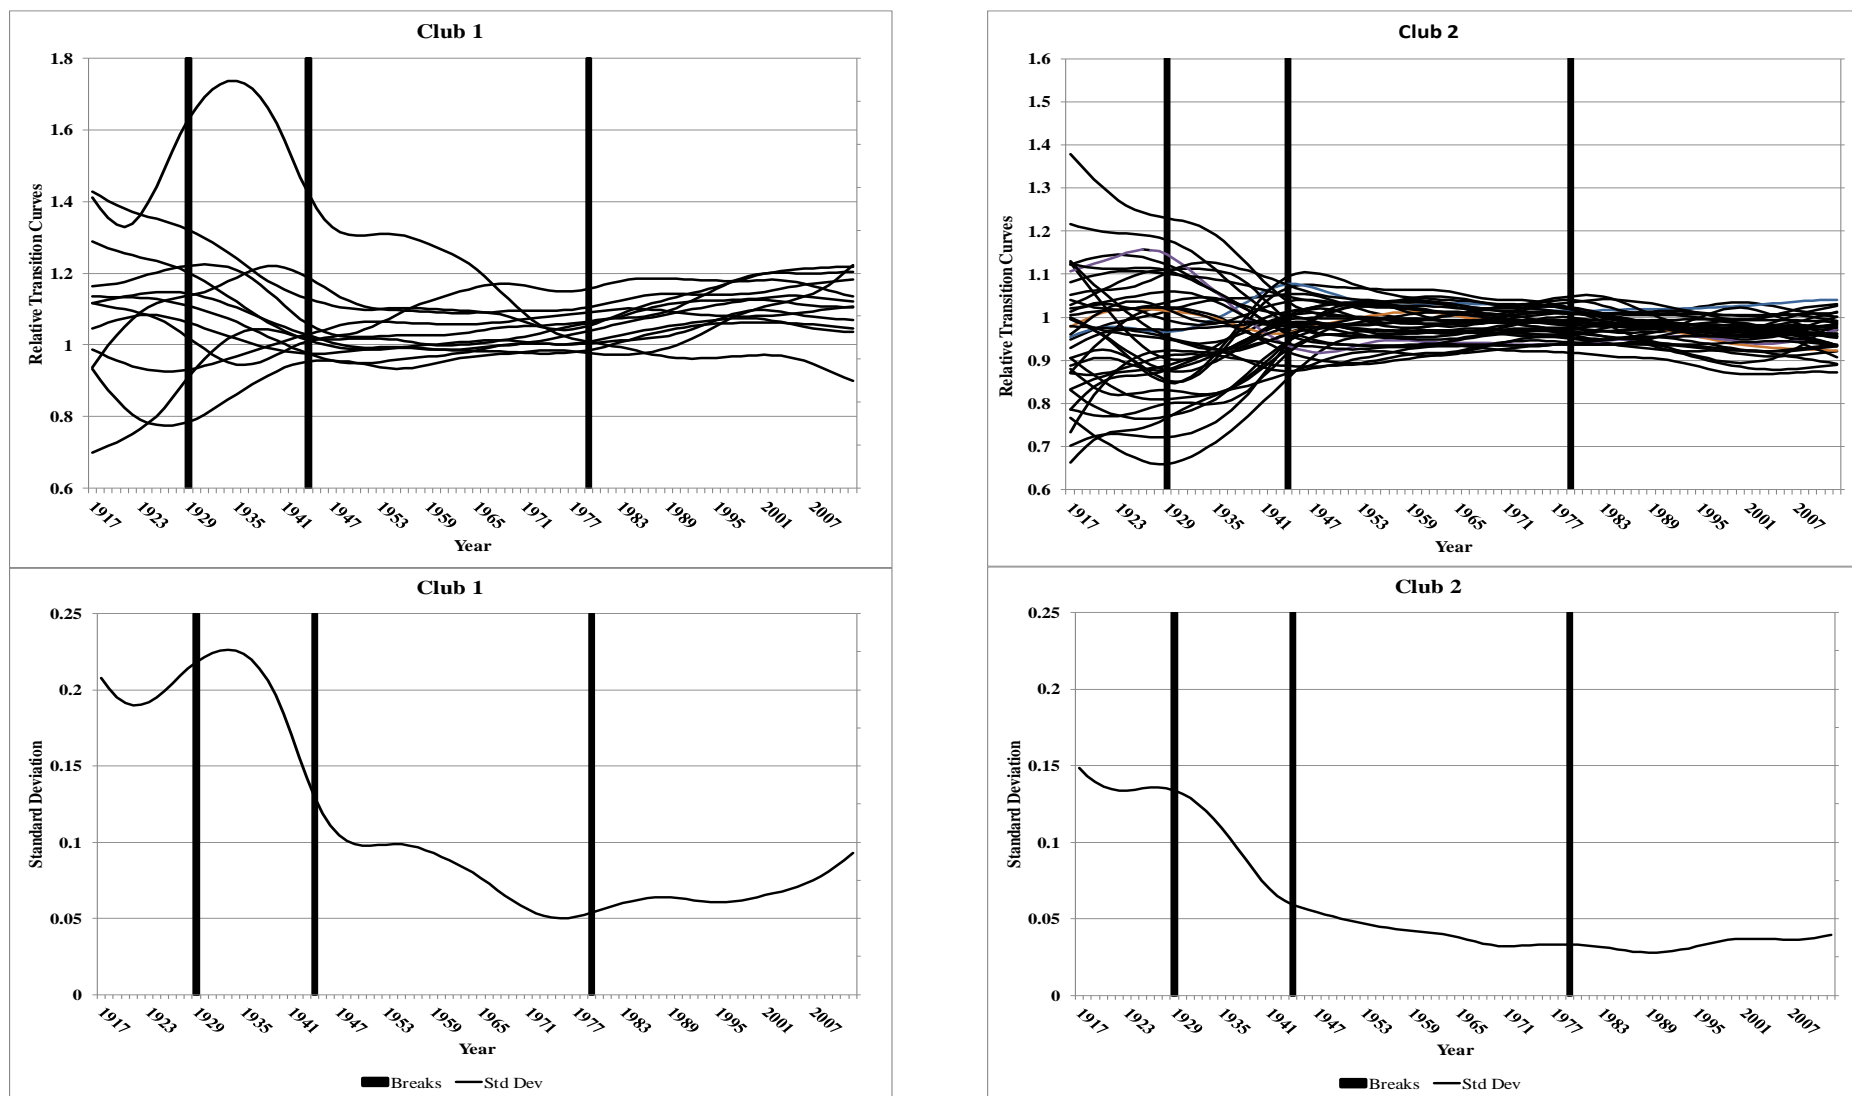 Club 1
Relative Transition Curves
1.8
1.6
1.4
1.2
1
0.8
0.6
1917 1923 1929 1935 1941 1947 1953 1959 1965 1971 1977 1983 1989 1995 2001 2007
Year
Club 2
Relative Transition Curves
1.6
1.5
1.4
1.3
1.2
1.1
1
0.9
0.8
0.7
0.6
1917 1923 1929 1935 1941 1947 1953 1959 1965 1971 1977 1983 1989 1995 2001 2007
Year
Club 1
Standard Deviation
0.25
0.2
0.15
0.1
0.05
0
1917 1923 1929 1935 1941 1947 1953 1959 1965 1971 1977 1983 1989 1995 2001 2007
Year
Breaks Std Dev
Club 2
Standard Deviation
0.25
0.2
0.15
0.1
0.05
0
1917 1923 1929 1935 1941 1947 1953 1959 1965 1971 1977 1983 1989 1995 2001 2007
Year
Breaks Std Dev